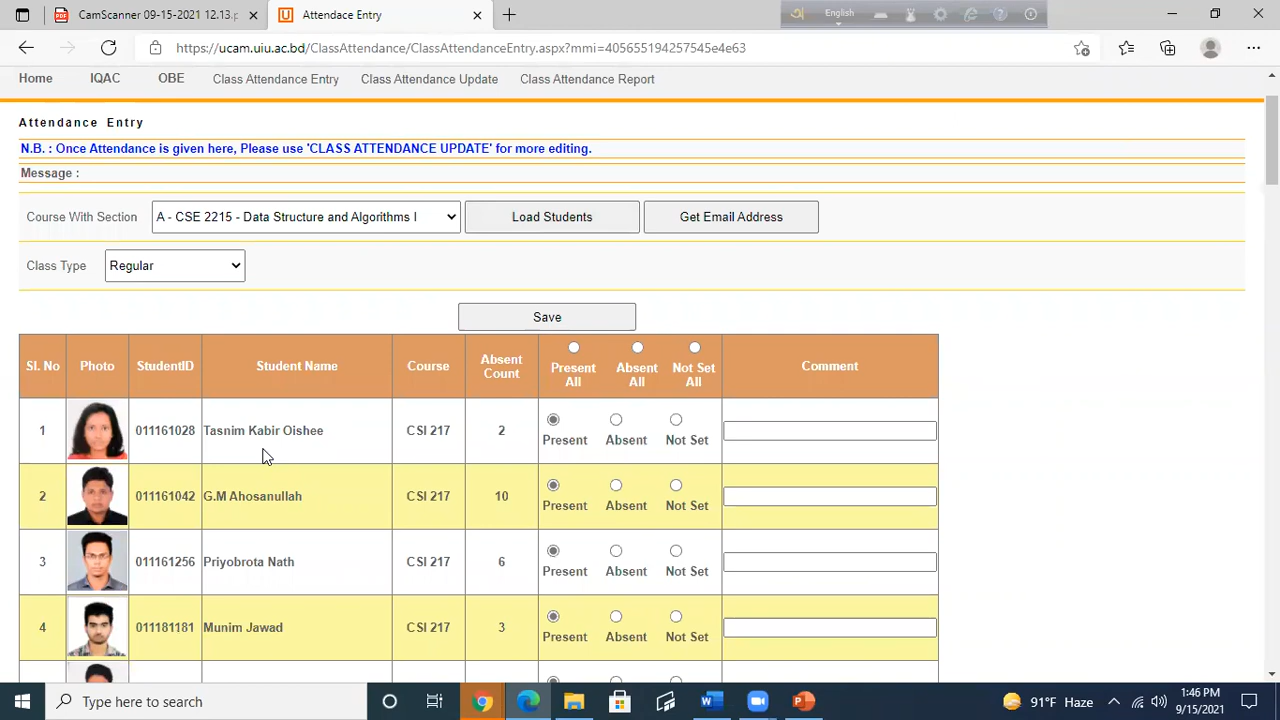 CamScanner 09-15-2021 12.13.p
Attendance Entry
English
https://ucam.uiu.ac.bd/ClassAttendance/ClassAttendanceEntry.aspx?mmi=405655194257545e4e63
Home IQAC OBE Class Attendance Entry Class Attendance Update Class Attendance Report
Attendance Entry
N.B. : Once Attendance is given here, Please use 'CLASS ATTENDANCE UPDATE' for more editing.
Message :
Course With Section A - CSE 2215 - Data Structure and Algorithms I Load Students Get Email Address
Class Type Regular
Save
Sl. No Photo StudentID Student Name Course Absent Count Present All Absent All Not Set All Comment
1 011161028 Tasnim Kabir Oishee CSI 217 2 Present Absent Not Set
2 011161042 G.M Ahosanullah CSI 217 10 Present Absent Not Set
3 011161256 Priyobrota Nath CSI 217 6 Present Absent Not Set
4 011181181 Munim Jawad CSI 217 3 Present Absent Not Set
Type here to search
91°F Haze
1:46 PM
9/15/2021